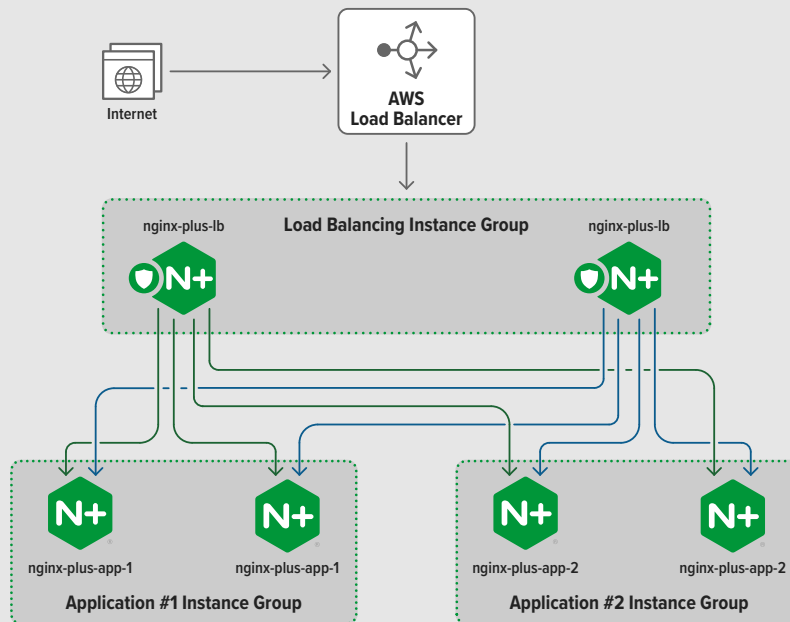 Internet
AWS
Load Balancer
nginx-plus-lb
Load Balancing Instance Group
nginx-plus-lb
N+
N+
N+
N+
N+
N+
nginx-plus-app-1
nginx-plus-app-1
nginx-plus-app-2
nginx-plus-app-2
Application #1 Instance Group
Application #2 Instance Group